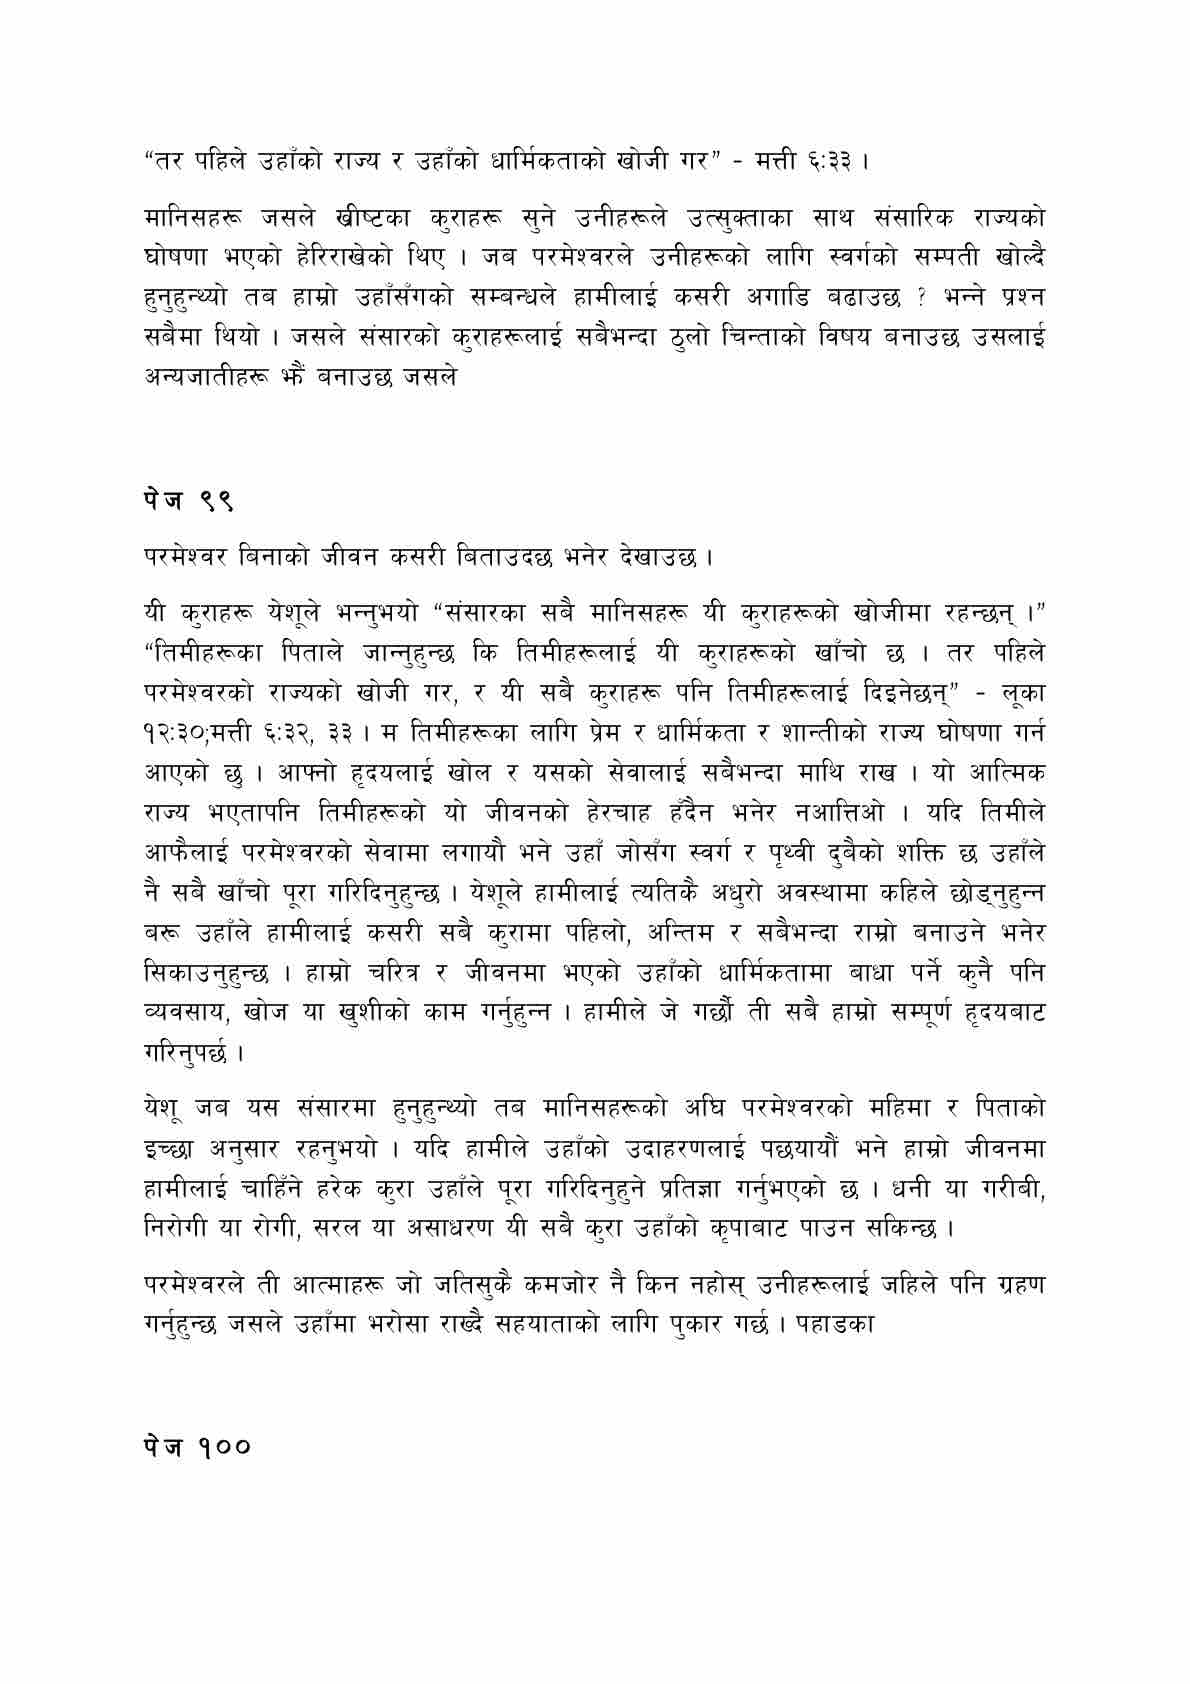 “तर पहिले उहाँको राज्य र उहाँको धार्मिकताको खोजी गर” - मत्ती ६:३३ ।
मानिसहरू जसले ख्रीष्टका कुराहरू सुने उनीहरूले उत्सुक्ताका साथ संसारिक राज्यको
घोषणा भएको हेरिराखेको थिए । जब परमेश्वरले उनीहरूको लागि स्वर्गको सम्पती खोल्दै
हुनुहुन्थ्यो तब हाम्रो उहाँसँगको सम्बन्धले हामीलाई कसरी अगाडि बढाउछ ? भन्ने प्रश्न
सबैमा थियो । जसले संसारको कुराहरूलाई सबैभन्दा ठुलो चिन्ताको विषय बनाउछ उसलाई
अन्यजातीहरू झैं बनाउछ जसले
पेज ९९
परमेश्वर बिनाको जीवन कसरी बिताउदछ भनेर देखाउछ ।
यी कुराहरू येशूले भन्नुभयो “संसारका सबै मानिसहरू यी कुराहरूको खोजीमा रहन्छन् ।”
“तिमीहरूका पिताले जान्नुहुन्छ कि तिमीहरूलाई यी कुराहरूको खाँचो छ । तर पहिले
परमेश्वरको राज्यको खोजी गर, र यी सबै कुराहरू पनि तिमीहरूलाई दिइनेछन्” - लूका
१२:३०;मत्ती ६:३२, ३३ । म तिमीहरूका लागि प्रेम र धार्मिकता र शान्तीको राज्य घोषणा गर्न
आएको छु । आफ्नो हृदयलाई खोल र यसको सेवालाई सबैभन्दा माथि राख । यो आत्मिक
राज्य भएतापनि तिमीहरूको यो जीवनको हेरचाह हुँदैन भनेर नआत्तिओ । यदि तिमीले
आफैलाई परमेश्वरको सेवामा लगायौ भने उहाँ जोसँग स्वर्ग र पृथ्वी दुबैको शक्ति छ उहाँले
नै सबै खाँचो पूरा गरिदिनुहुन्छ । येशूले हामीलाई त्यतिकै अधुरो अवस्थामा कहिले छोड्नुहुन्न
बरू उहाँले हामीलाई कसरी सबै कुरामा पहिलो, अन्तिम र सबैभन्दा राम्रो बनाउने भनेर
सिकाउनुहुन्छ । हाम्रो चरित्र र जीवनमा भएको उहाँको धार्मिकतामा बाधा पर्ने कुनै पनि
व्यवसाय, खोज या खुशीको काम गर्नुहुन्न । हामीले जे गर्छौं ती सबै हाम्रो सम्पूर्ण हृदयबाट
गरिनुपर्छ ।
येशू जब यस संसारमा हुनुहुन्थ्यो तब मानिसहरूको अघि परमेश्वरको महिमा र पिताको
इच्छा अनुसार रहनुभयो । यदि हामीले उहाँको उदाहरणलाई पछयायौं भने हाम्रो जीवनमा
हामीलाई चाहिँने हरेक कुरा उहाँले पूरा गरिदिनुहुने प्रतिज्ञा गर्नुभएको छ । धनी या गरीबी,
निरोगी या रोगी, सरल या असाधरण यी सबै कुरा उहाँको कृपाबाट पाउन सकिन्छ ।
परमेश्वरले ती आत्माहरू जो जतिसुकै कमजोर नै किन नहोस् उनीहरूलाई जहिले पनि ग्रहण
गर्नुहुन्छ जसले उहाँमा भरोसा राख्दै सहयाताको लागि पुकार गर्छ । पहाडका
पेज १००